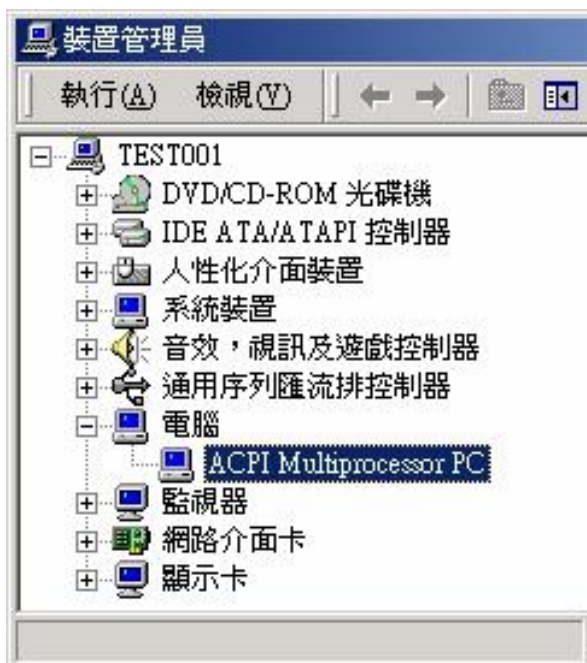 裝置管理員
執行(A) 檢視(V)
TEST001
DVD/CD-ROM 光碟機
IDE ATA/ATAPI 控制器
人性化介面裝置
系統裝置
音效，視訊及遊戲控制器
通用序列匯流排控制器
電腦
ACPI Multiprocessor PC
監視器
網路介面卡
顯示卡